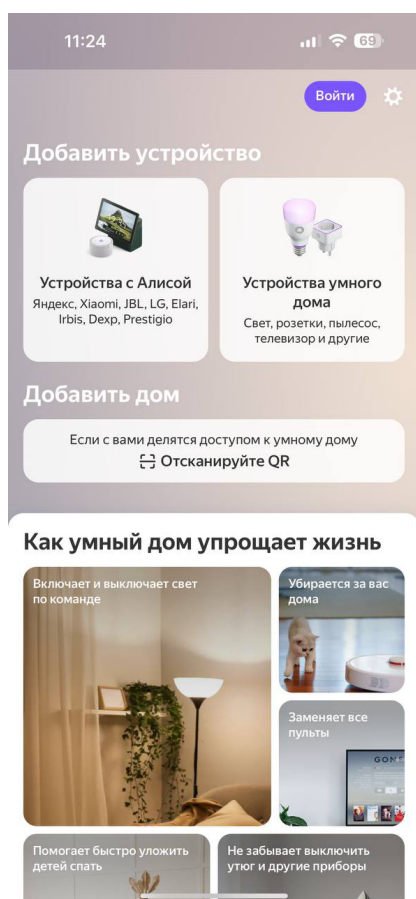 11:24
69
Войти
Добавить устройство
Устройства с Алисой
Яндекс, Xiaomi, JBL, LG, Elari,
Irbis, Dexp, Prestigio
Устройства умного
дома
Свет, розетки, пылесос,
телевизор и другие
Добавить дом
Если с вами делятся доступом к умному дому
Отсканируйте QR
Как умный дом упрощает жизнь
Включает и выключает свет
по команде
Убирается за вас
дома
Заменяет все
пульты
Помогает быстро уложить
детей спать
Не забывает выключить
утюг и другие приборы